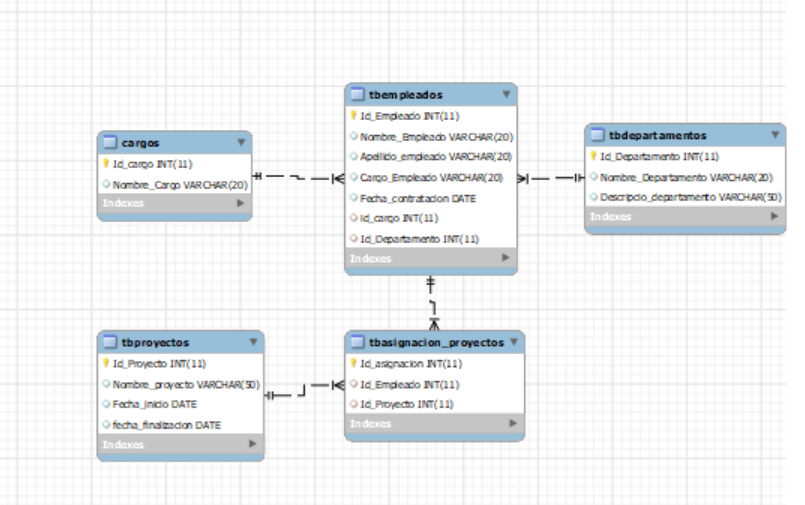 tbempleados
Id_Empleado INT(11)
Nombre_Empleado VARCHAR(20)
Apellido_empleado VARCHAR(20)
Cargo_Empleado VARCHAR(20)
Fecha_contratacion DATE
id_cargo INT(11)
Id_Departamento INT(11)
Indexes
cargos
Id_cargo INT(11)
Nombre_Cargo VARCHAR(20)
Indexes
tbdepartamentos
Id_Departamento INT(11)
Nombre_Departamento VARCHAR(20)
Descripcio_departamento VARCHAR(50)
Indexes
tbproyectos
Id_Proyecto INT(11)
Nombre_proyecto VARCHAR(50)
Fecha_inicio DATE
fecha_finalizacion DATE
Indexes
tbasignacion_proyectos
Id_asignacion INT(11)
Id_Empleado INT(11)
Id_Proyecto INT(11)
Indexes